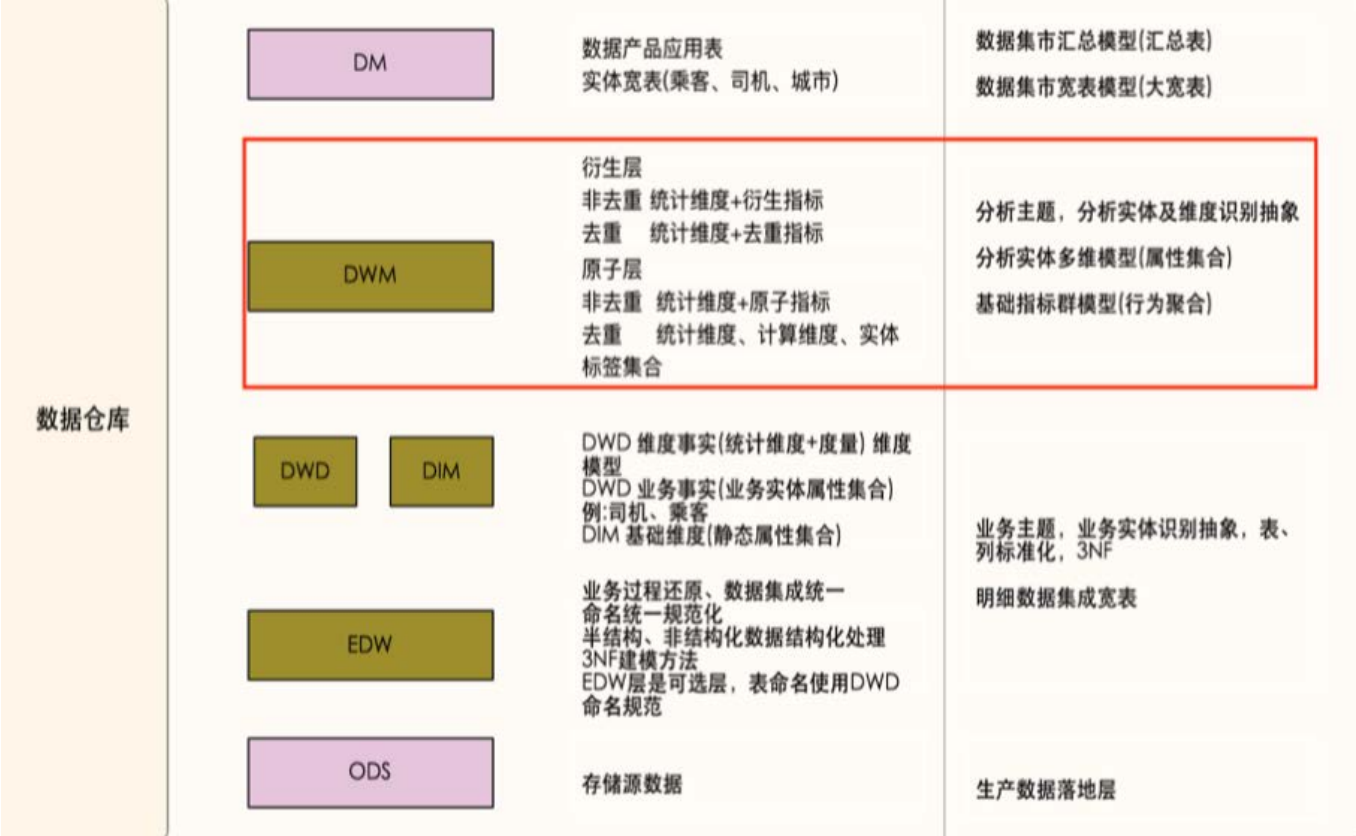 DM
数据产品应用表
实体宽表(乘客、司机、城市)
数据集市汇总模型(汇总表)
数据集市宽表模型(大宽表)
DWM
衍生层
非去重 统计维度+衍生指标
去重 统计维度+去重指标
原子层
非去重 统计维度+原子指标
去重 统计维度、计算维度、实体
标签集合
分析主题，分析实体及维度识别抽象
分析实体多维模型(属性集合)
基础指标群模型(行为聚合)
数据仓库
DWD
DIM
DWD 维度事实(统计维度+度量) 维度
模型
DWD 业务事实(业务实体属性集合)
例:司机、乘客
DIM 基础维度(静态属性集合)
业务主题，业务实体识别抽象，表、
列标准化，3NF
明细数据集成宽表
EDW
业务过程还原、数据集成统一
命名统一规范化
半结构、非结构化数据结构化处理
3NF建模方法
EDW层是可选层，表命名使用DWD
命名规范
ODS
存储源数据
生产数据落地层